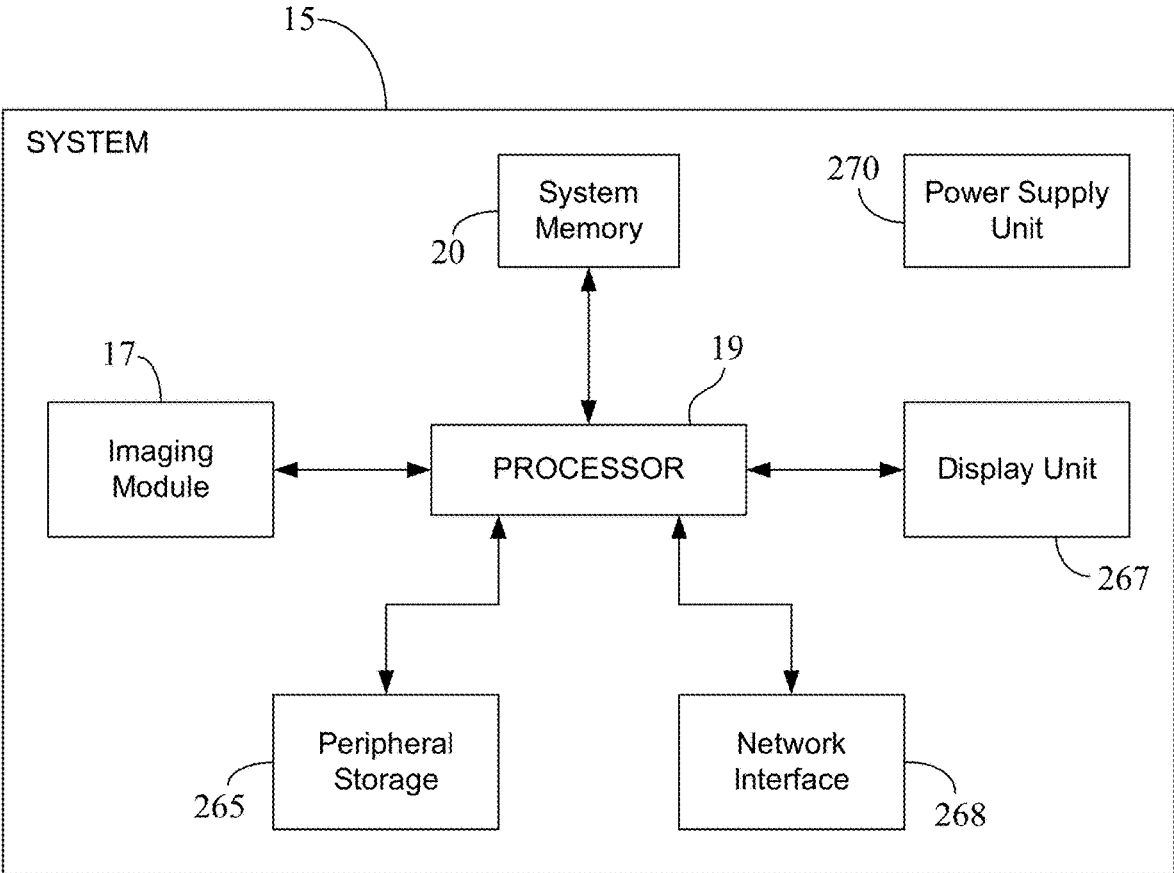 15
SYSTEM
System
Memory
20
270
Power Supply
Unit
17
Imaging
Module
19
PROCESSOR
Display Unit
267
Peripheral
Storage
265
Network
Interface
268